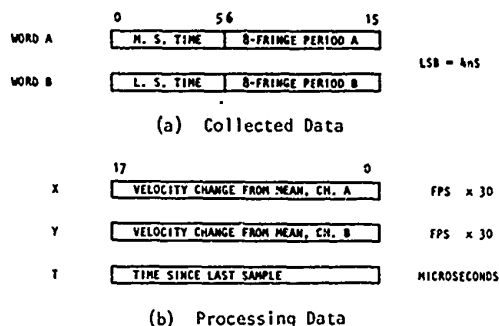 0 5 6 15
WORD A M. S. TIME 8-FRINGE PERIOD A
LSB = 4nS
WORD B L. S. TIME 8-FRINGE PERIOD B
(a) Collected Data
17 0
X VELOCITY CHANGE FROM MEAN, CH. A FPS x 30
Y VELOCITY CHANGE FROM MEAN, CH. B FPS x 30
T TIME SINCE LAST SAMPLE MICROSECONDS
(b) Processing Data